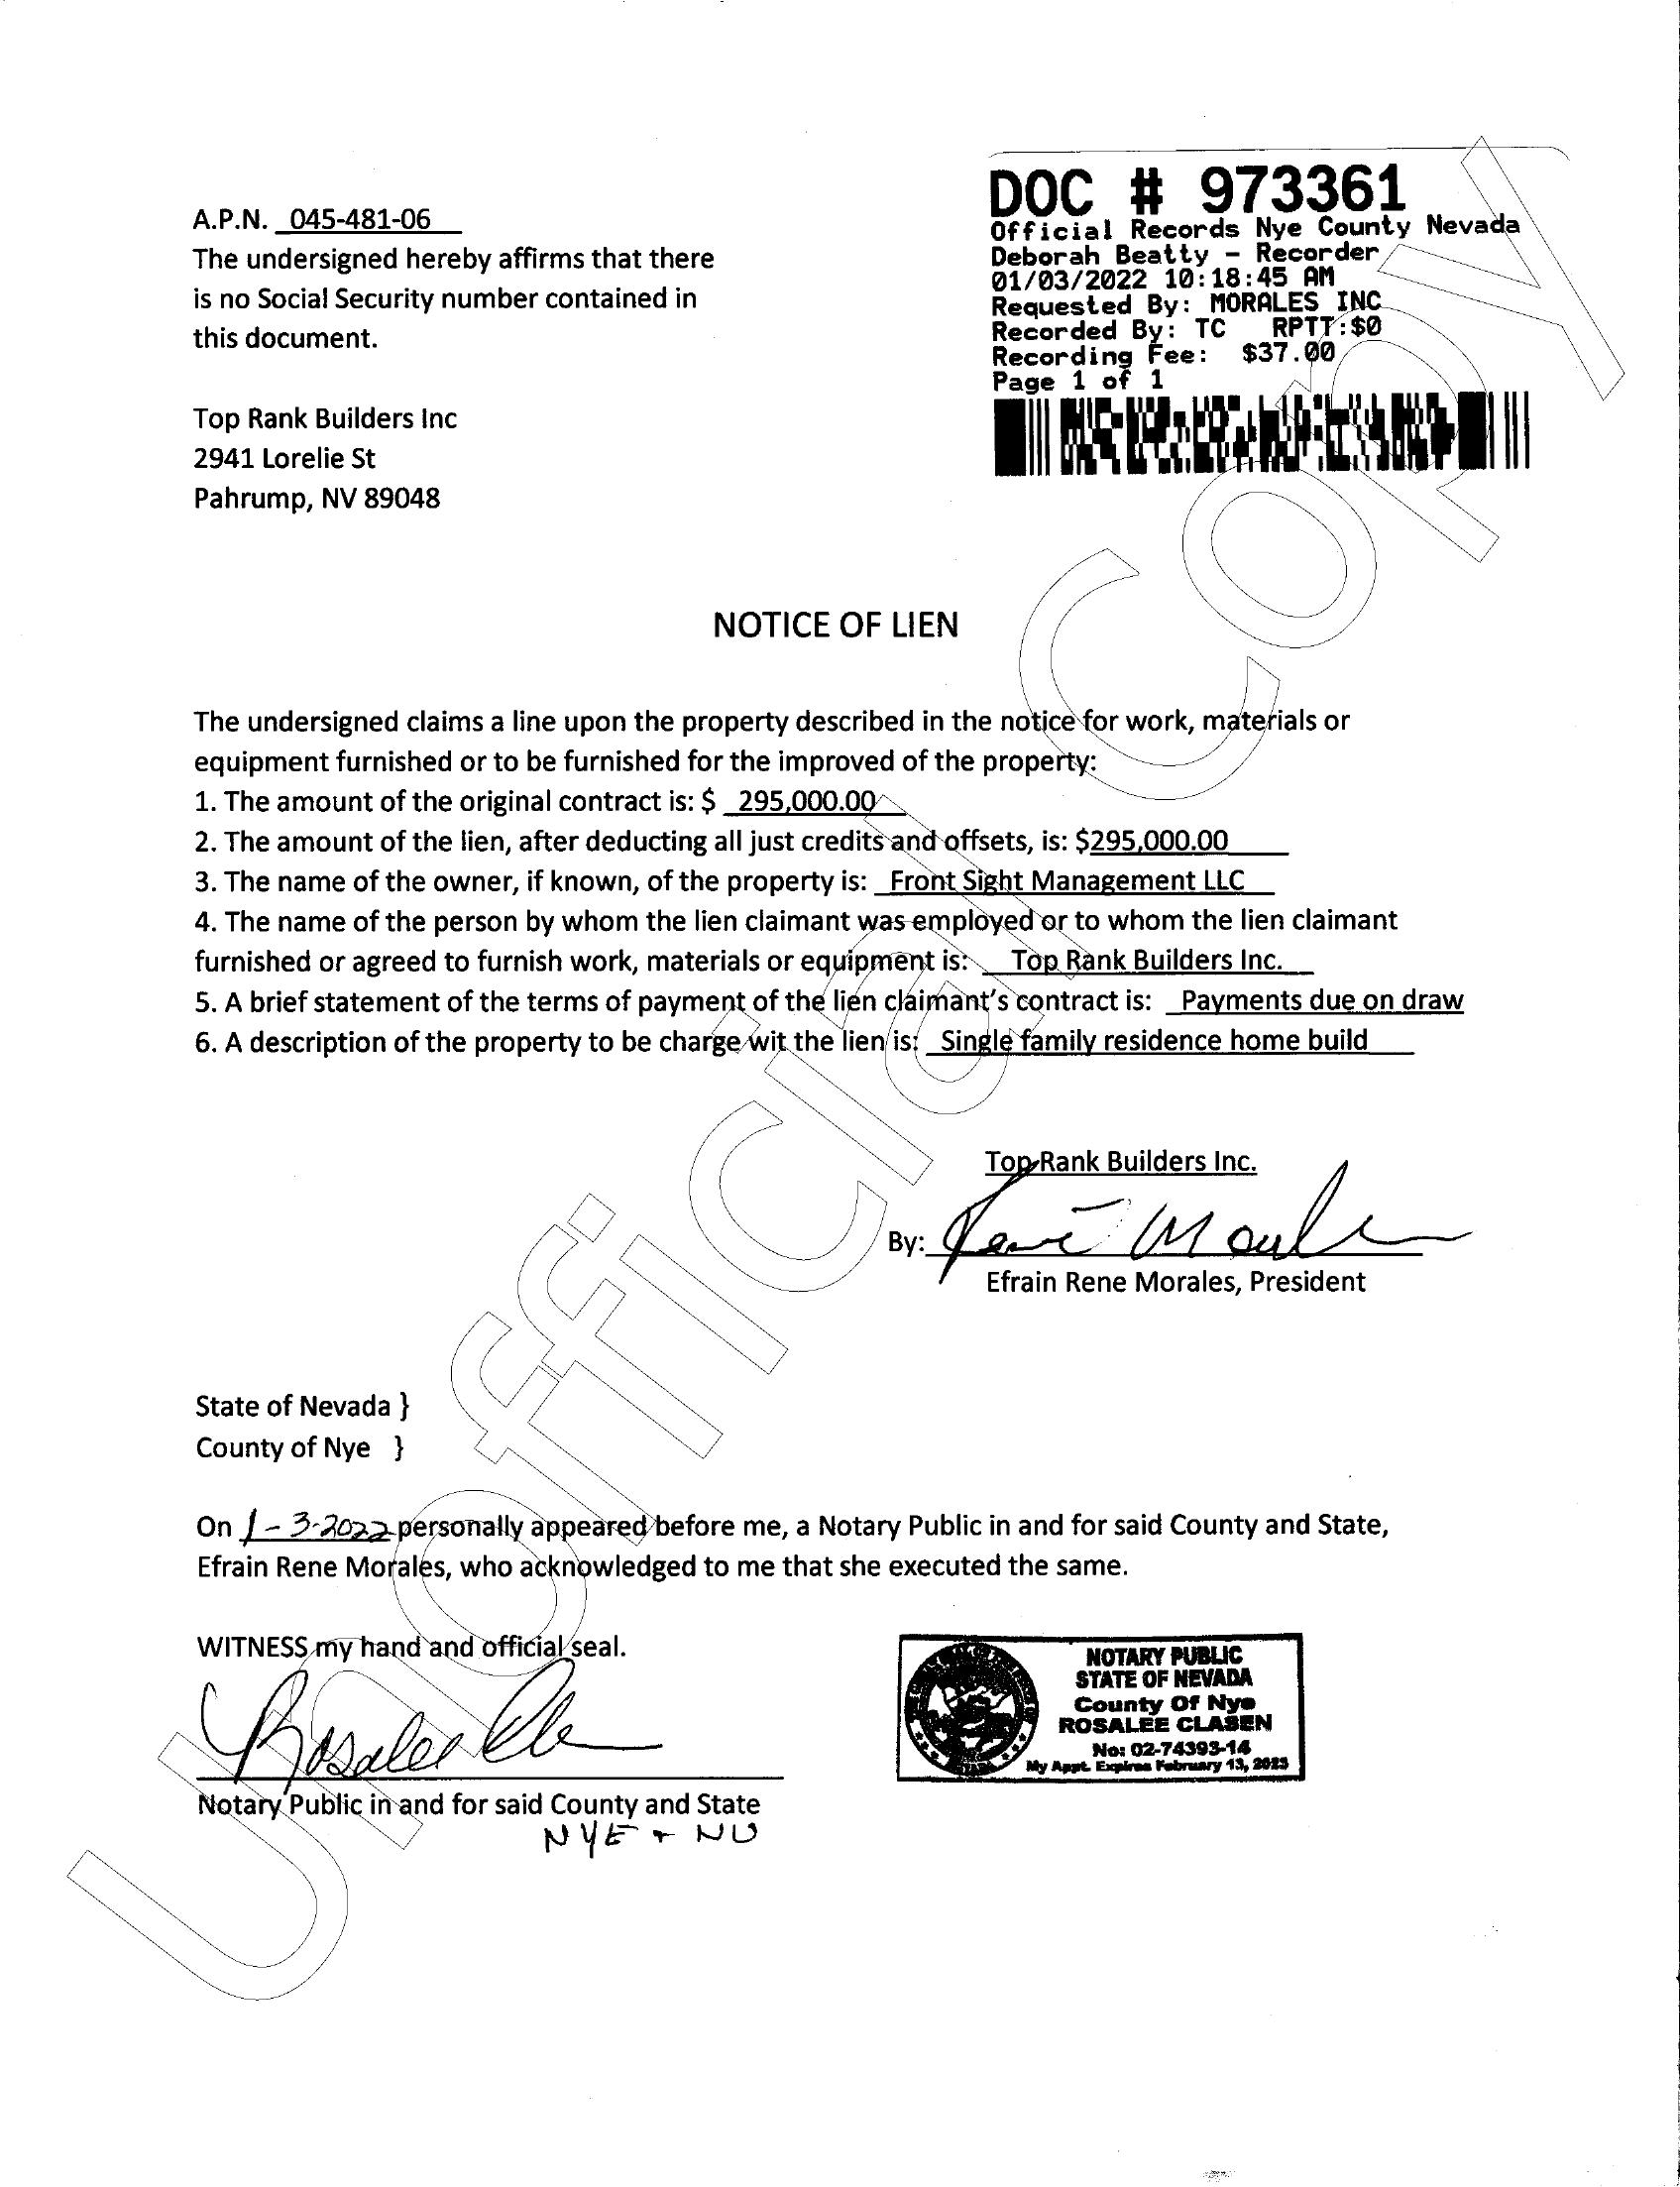 A.P.N. 045-481-06
The undersigned hereby affirms that there
is no Social Security number contained in
this document.
Top Rank Builders Inc
2941 Lorelie St
Pahrump, NV 89048
DOC # 973361
Official Records Nye County Nevada
Deborah Beatty - Recorder
01/03/2022 10:18:45 AM
Requested By: MORALES INC
Recorded By: TC RPTT:$0
Recording Fee: $37.00
Page 1 of 1
NOTICE OF LIEN
The undersigned claims a line upon the property described in the notice for work, materials or
equipment furnished or to be furnished for the improved of the property:
1. The amount of the original contract is: $ 295,000.00
2. The amount of the lien, after deducting all just credits and offsets, is: $295,000.00
3. The name of the owner, if known, of the property is: Front Sight Management LLC
4. The name of the person by whom the lien claimant was employed or to whom the lien claimant
furnished or agreed to furnish work, materials or equipment is: Top Rank Builders Inc.
5. A brief statement of the terms of payment of the lien claimant's contract is: Payments due on draw
6. A description of the property to be charge wit the lien is: Single family residence home build
Top Rank Builders Inc.
By: Rene Morales
Efrain Rene Morales, President
State of Nevada }
County of Nye }
On 1-3-2022 personally appeared before me, a Notary Public in and for said County and State,
Efrain Rene Morales, who acknowledged to me that she executed the same.
WITNESS my hand and official seal.
Rosalee Clasen
Notary Public in and for said County and State
NYE + NV
NOTARY PUBLIC
STATE OF NEVADA
County Of Nye
ROSALEE CLASEN
No: 02-74393-14
My Appt. Expires February 13, 2023
Unofficial Copy